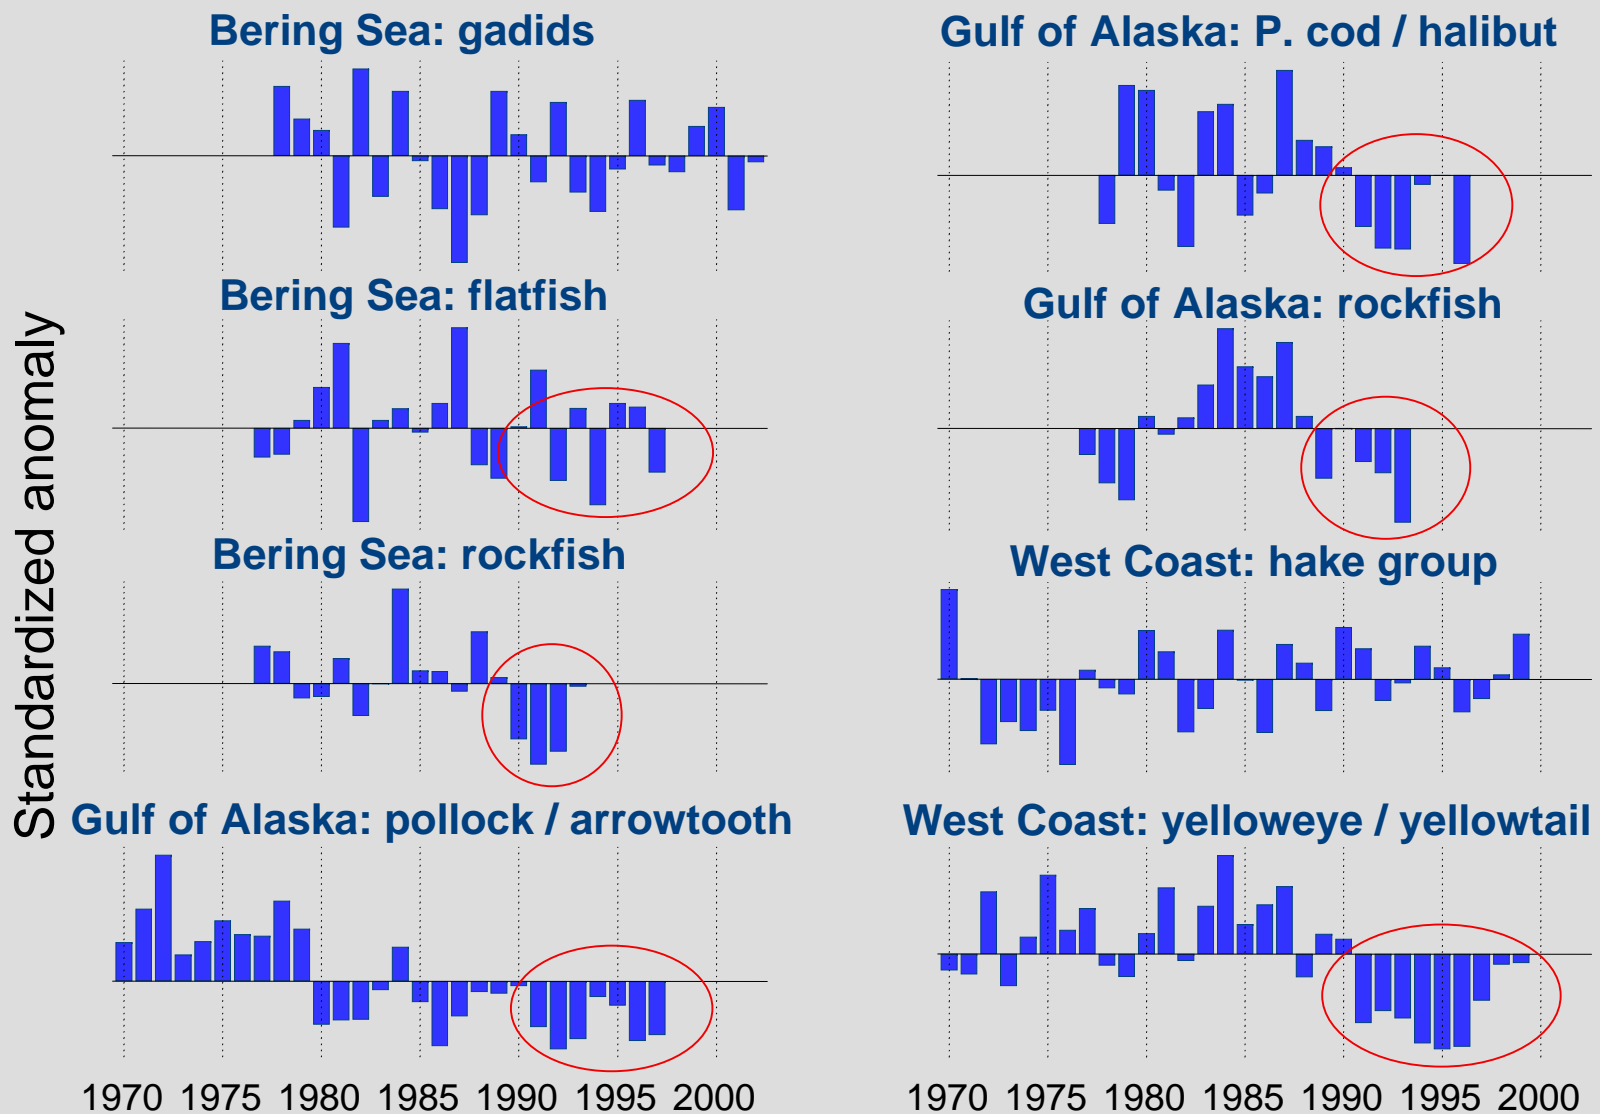 Standardized anomaly
Bering Sea: gadids
Bering Sea: flatfish
Bering Sea: rockfish
Gulf of Alaska: pollock / arrowtooth
1970 1975 1980 1985 1990 1995 2000
Gulf of Alaska: P. cod / halibut
Gulf of Alaska: rockfish
West Coast: hake group
West Coast: yelloweye / yellowtail
1970 1975 1980 1985 1990 1995 2000